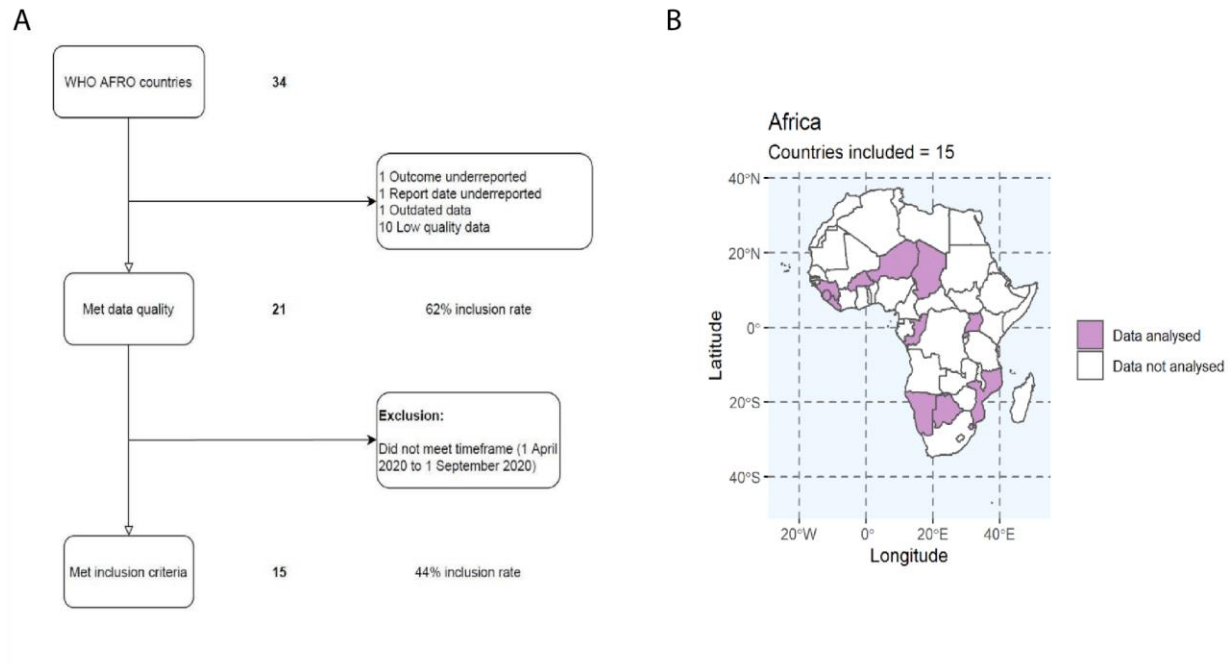 A
WHO AFRO countries
34
1 Outcome underreported
1 Report date underreported
1 Outdated data
10 Low quality data
Met data quality
21
62% inclusion rate
Exclusion:
Did not meet timeframe (1 April
2020 to 1 September 2020)
Met inclusion criteria
15
44% inclusion rate
B
Africa
Countries included = 15
40°N
20°N
0°
20°S
40°S
Latitude
20°W
0°
20°E
40°E
Longitude
Data analysed
Data not analysed